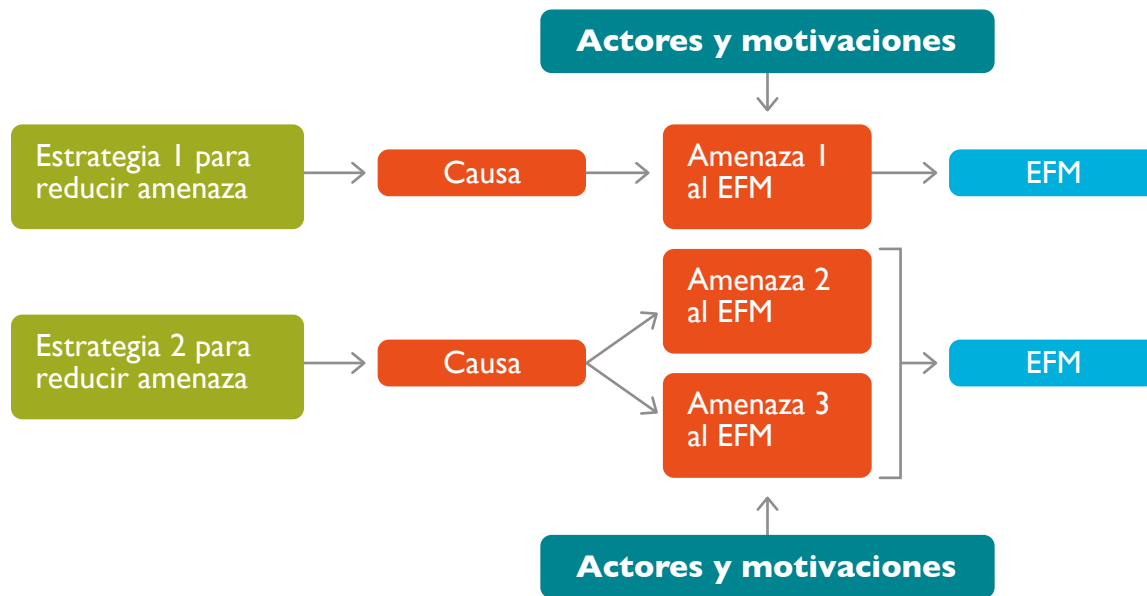 Actores y motivaciones
Estrategia 1 para
reducir amenaza
Causa
Amenaza 1
al EFM
EFM
Estrategia 2 para
reducir amenaza
Causa
Amenaza 2
al EFM
Amenaza 3
al EFM
EFM
Actores y motivaciones